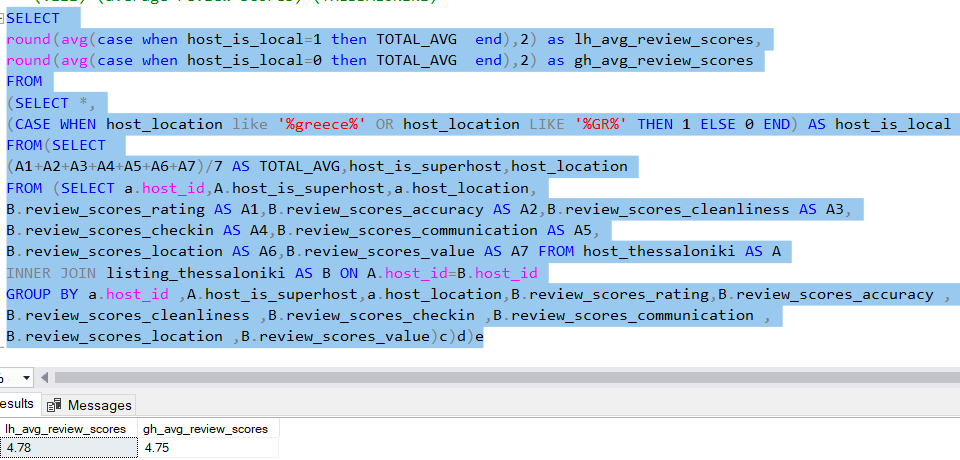 SELECT
round(avg(case when host_is_local=1 then TOTAL_AVG  end),2) as lh_avg_review_scores,
round(avg(case when host_is_local=0 then TOTAL_AVG  end),2) as gh_avg_review_scores
FROM
(SELECT *,
(CASE WHEN host_location like '%greece%' OR host_location LIKE '%GR%' THEN 1 ELSE 0 END) AS host_is_local
FROM(SELECT
(A1+A2+A3+A4+A5+A6+A7)/7 AS TOTAL_AVG,host_is_superhost,host_location
FROM (SELECT a.host_id,A.host_is_superhost,a.host_location,
B.review_scores_rating AS A1,B.review_scores_accuracy AS A2,B.review_scores_cleanliness AS A3,
B.review_scores_checkin AS A4,B.review_scores_communication AS A5,
B.review_scores_location AS A6,B.review_scores_value AS A7 FROM host_thessaloniki AS A
INNER JOIN listing_thessaloniki AS B ON A.host_id=B.host_id
GROUP BY a.host_id ,A.host_is_superhost,a.host_location,B.review_scores_rating,B.review_scores_accuracy ,
B.review_scores_cleanliness ,B.review_scores_checkin ,B.review_scores_communication ,
B.review_scores_location ,B.review_scores_value)c)d)e
%
esults Messages
lh_avg_review_scores gh_avg_review_scores
4.78 4.75